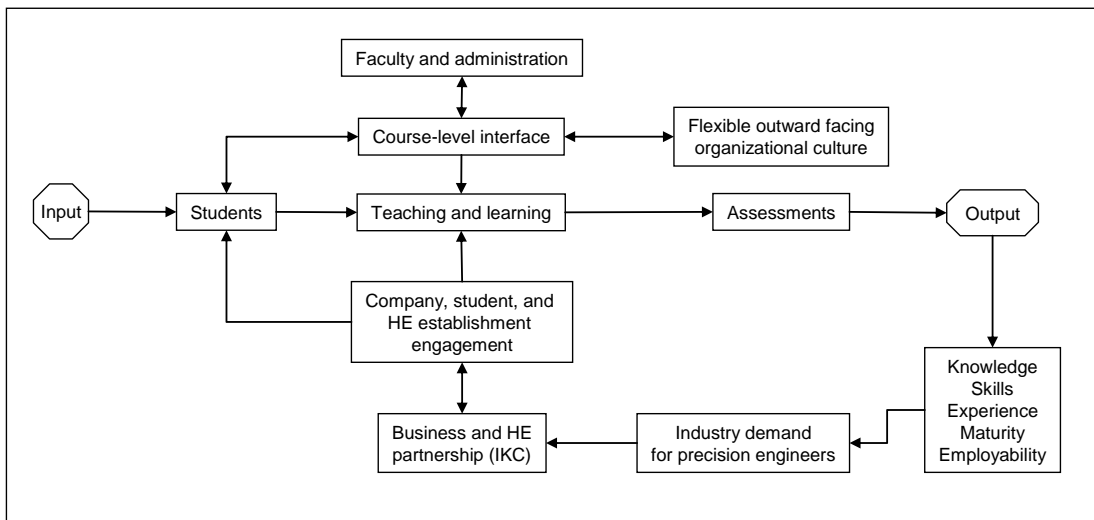 Faculty and administration
Course-level interface
Flexible outward facing
organizational culture
Input
Students
Teaching and learning
Assessments
Output
Company, student, and
HE establishment
engagement
Knowledge
Skills
Experience
Maturity
Employability
Business and HE
partnership (IKC)
Industry demand
for precision engineers